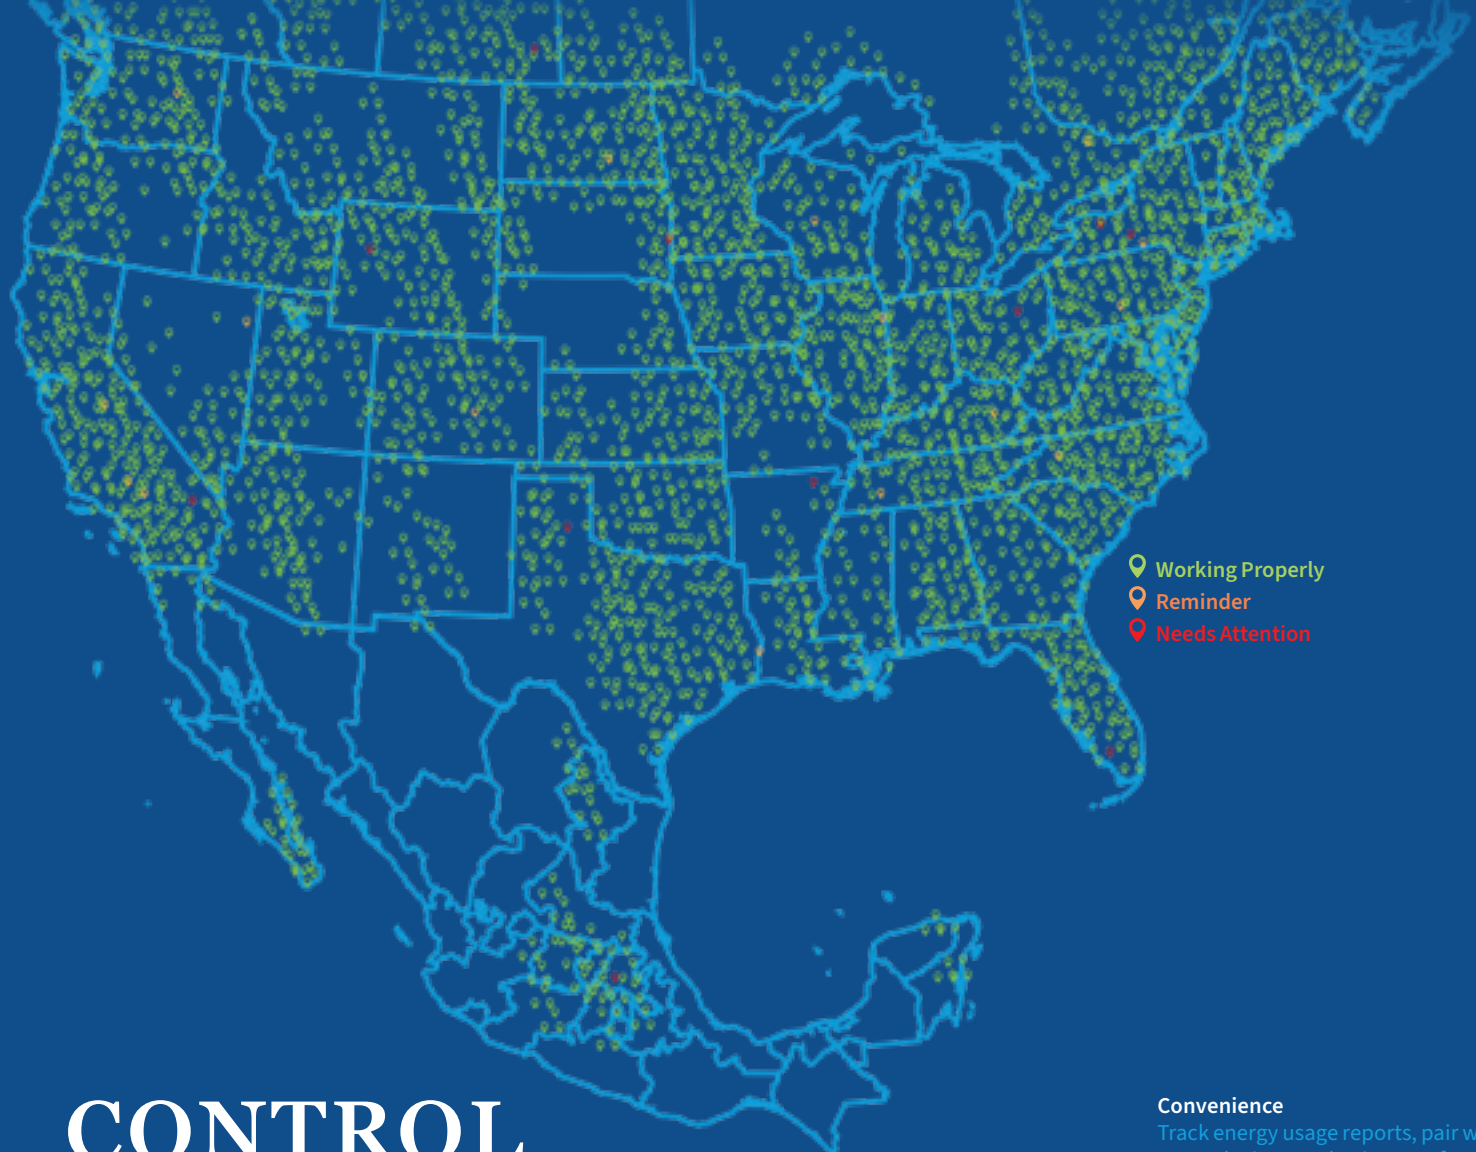 Working Properly
Reminder
Needs Attention
CONTROL
Convenience
Track energy usage reports, pair